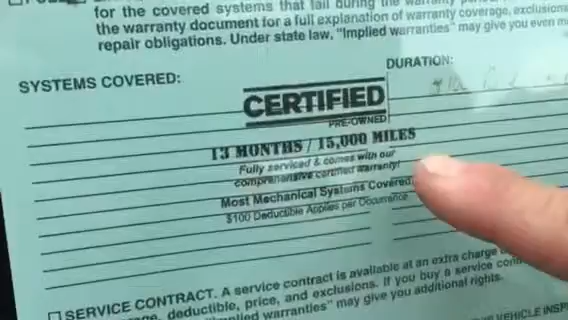 for the covered systems that fail during the warranty
the warranty document for a full explanation of warranty coverage, exclusions
repair obligations. Under state law, "Implied warranties" may give you even
SYSTEMS COVERED:
DURATION:
CERTIFIED
PRE-OWNED
13 MONTHS / 15,000 MILES
Fully serviced & comes with our
comprehensive certified warranty!
Most Mechanical Systems Covered
$100 Deductible Applies per Occurrence
SERVICE CONTRACT. A service contract is available at an extra charge
deductible, price, and exclusions. If you buy a service
warranties" may give you additional rights.
VEHICLE